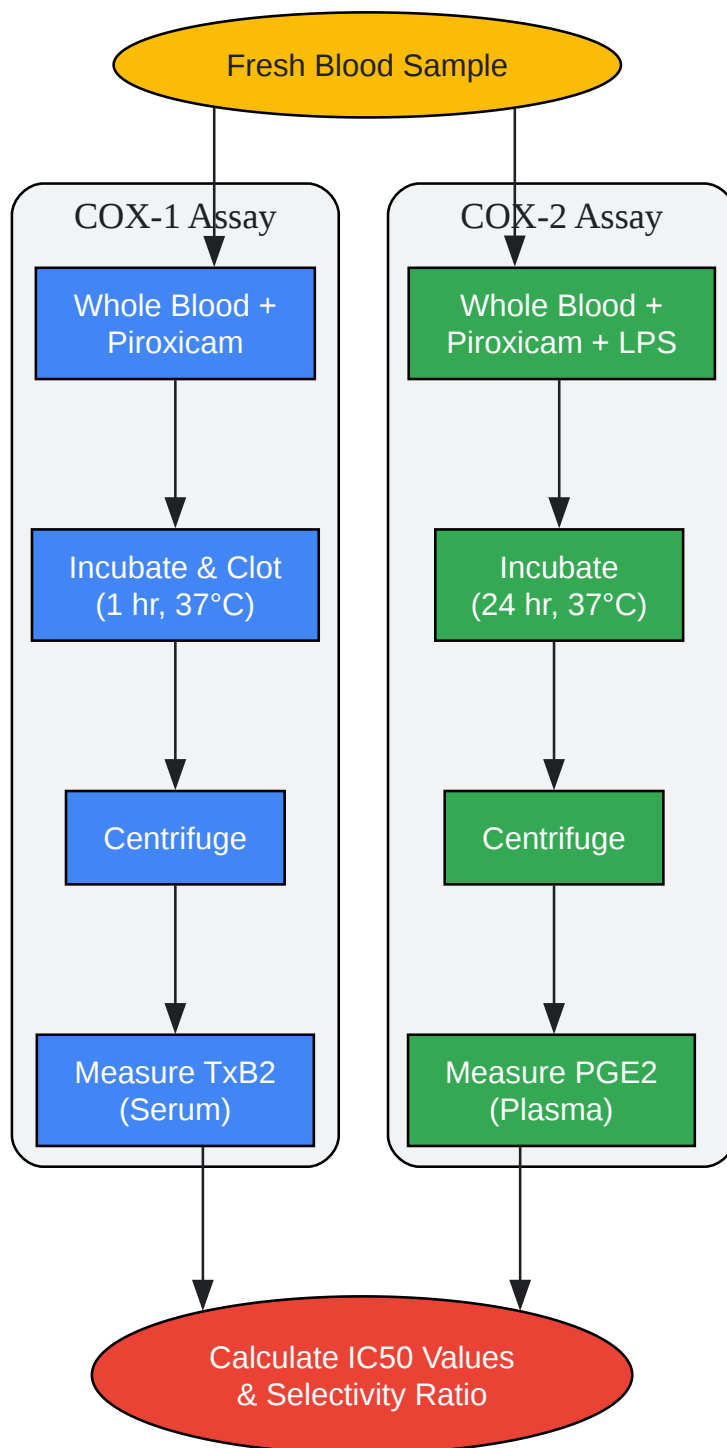 Fresh Blood Sample
COX-1 Assay
Whole Blood +
Piroxicam
Incubate & Clot
(1 hr, 37°C)
Centrifuge
Measure TxB2
(Serum)
COX-2 Assay
Whole Blood +
Piroxicam + LPS
Incubate
(24 hr, 37°C)
Centrifuge
Measure PGE2
(Plasma)
Calculate IC50 Values
& Selectivity Ratio